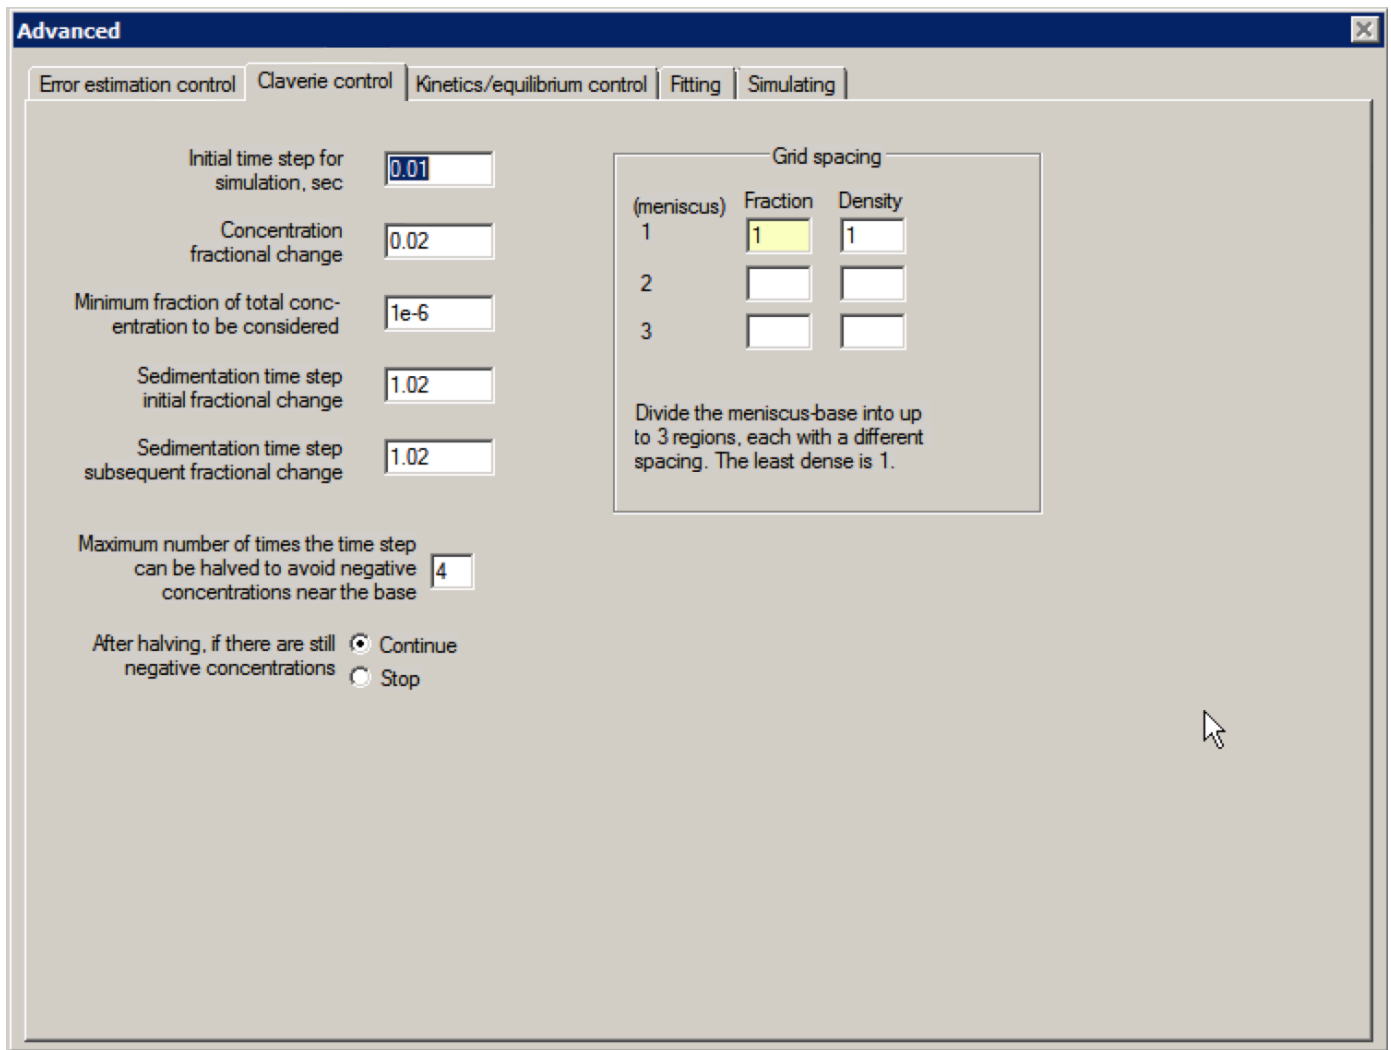 Advanced
Error estimation control
Claverie control
Kinetics/equilibrium control
Fitting
Simulating
Initial time step for
simulation, sec
0.01
Concentration
fractional change
0.02
Minimum fraction of total conc-
entration to be considered
1e-6
Sedimentation time step
initial fractional change
1.02
Sedimentation time step
subsequent fractional change
1.02
Maximum number of times the time step
can be halved to avoid negative
concentrations near the base
4
After halving, if there are still
negative concentrations
Continue
Stop
Grid spacing
(meniscus) Fraction Density
1 1 1
2
3
Divide the meniscus-base into up
to 3 regions, each with a different
spacing. The least dense is 1.